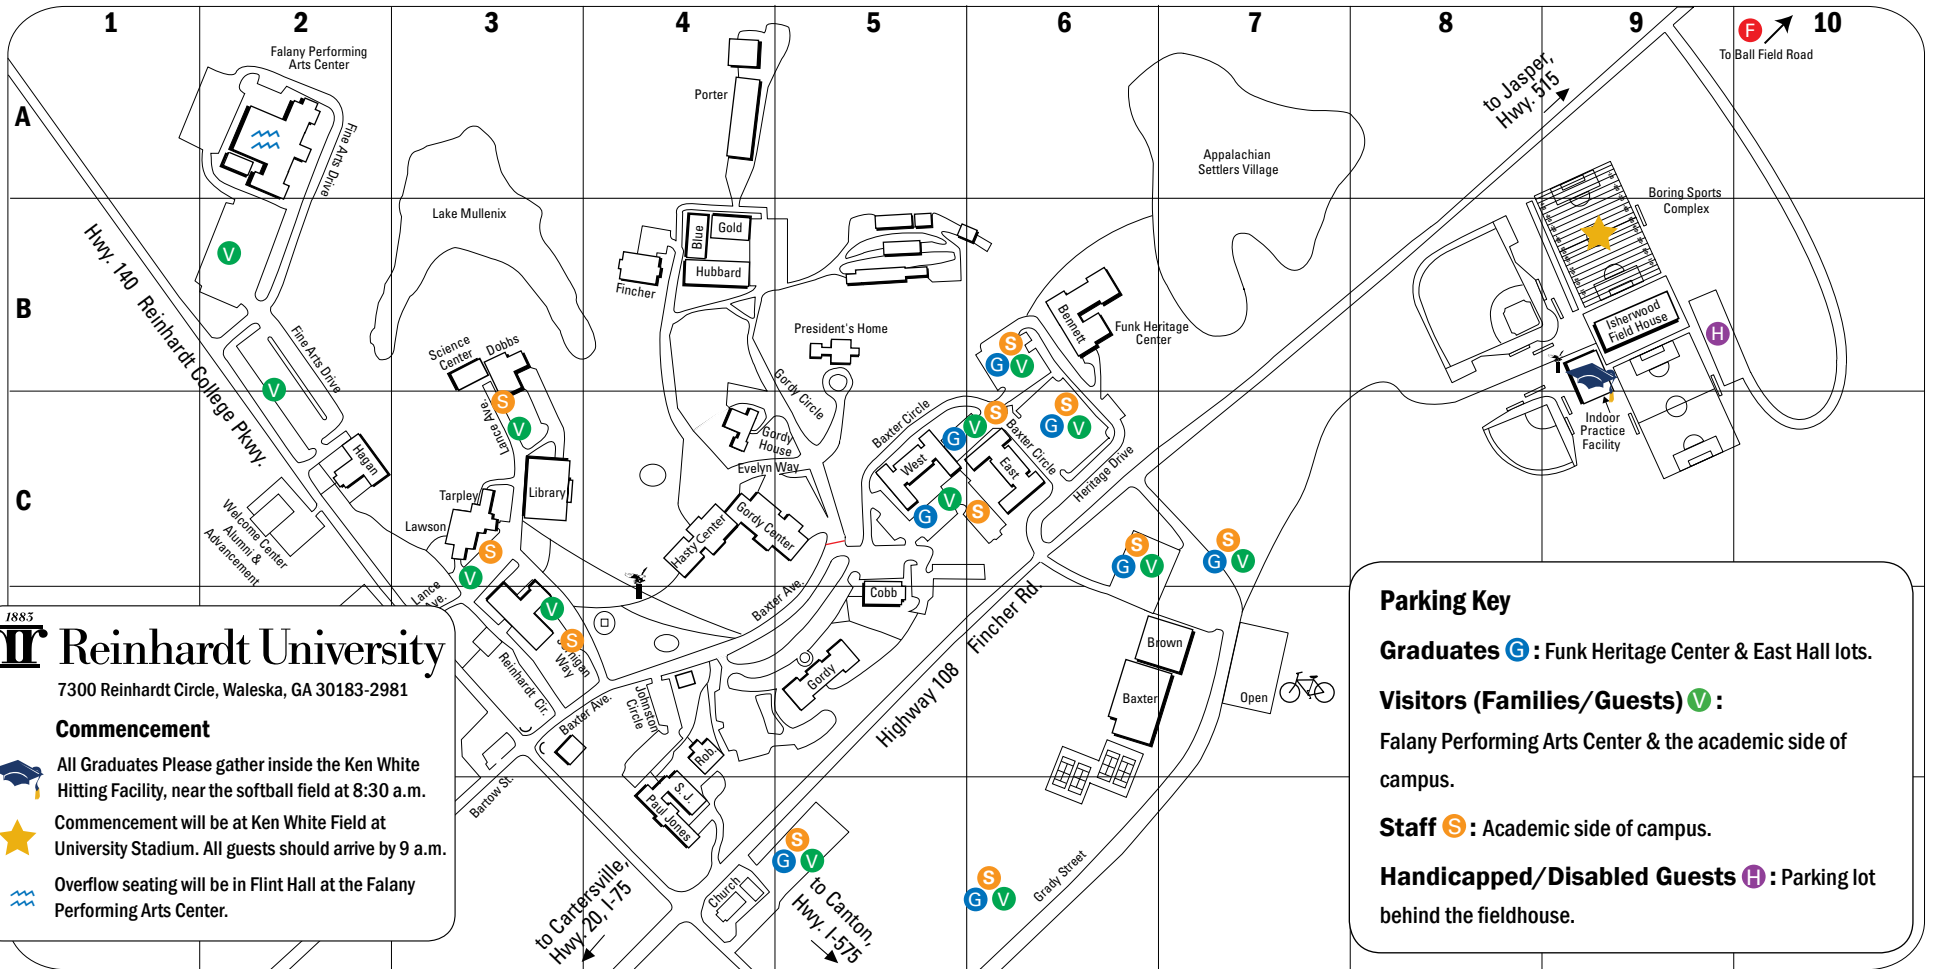 1
2
3
4
5
6
7
8
9
10
A
B
C
Falany Performing
Arts Center
Fine Arts Drive
Porter
Appalachian
Settlers Village
to Jasper,
Hwy. 515
F
To Ball Field Road
Boring Sports
Complex
Lake Mullenix
Blue
Gold
Hubbard
Fincher
V
Hwy. 140 Reinhardt College Pkwy.
Fine Arts Drive
V
Science
Center
Dobbs
S
V
Lance Ave.
President's Home
Gordy Circle
Bennett
Funk Heritage
Center
S
G
V
Isherwood
Field House
H
Indoor
Practice
Facility
Hagan
Gordy
House
Evelyn Way
Baxter Circle
West
East
Baxter Circle
V
S
G
S
G
V
V
G
S
Heritage Drive
Library
Tarpley
Lawson
S
V
Welcome Center
Alumni &
Advancement
Hasty Center
Gordy Center
S
G
V
S
G
V
Lance
Ave.
V
S
Jernigan
Way
Baxter Ave.
Cobb
Fincher Rd.
Highway 108
Brown
Baxter
Open
Reinhardt Cir.
Baxter Ave.
Johnston
Circle
Gordy
Rob.
S. J.
Paul Jones
Bartow St.
Church
S
G
V
S
G
V
Grady Street
to Cartersville,
Hwy. 20, I-75
to Canton,
Hwy. I-575
1883
Reinhardt University
7300 Reinhardt Circle, Waleska, GA 30183-2981
Commencement
All Graduates Please gather inside the Ken White
Hitting Facility, near the softball field at 8:30 a.m.
Commencement will be at Ken White Field at
University Stadium. All guests should arrive by 9 a.m.
Overflow seating will be in Flint Hall at the Falany
Performing Arts Center.
Parking Key
Graduates G : Funk Heritage Center & East Hall lots.
Visitors (Families/Guests) V :
Falany Performing Arts Center & the academic side of
campus.
Staff S : Academic side of campus.
Handicapped/Disabled Guests H : Parking lot
behind the fieldhouse.